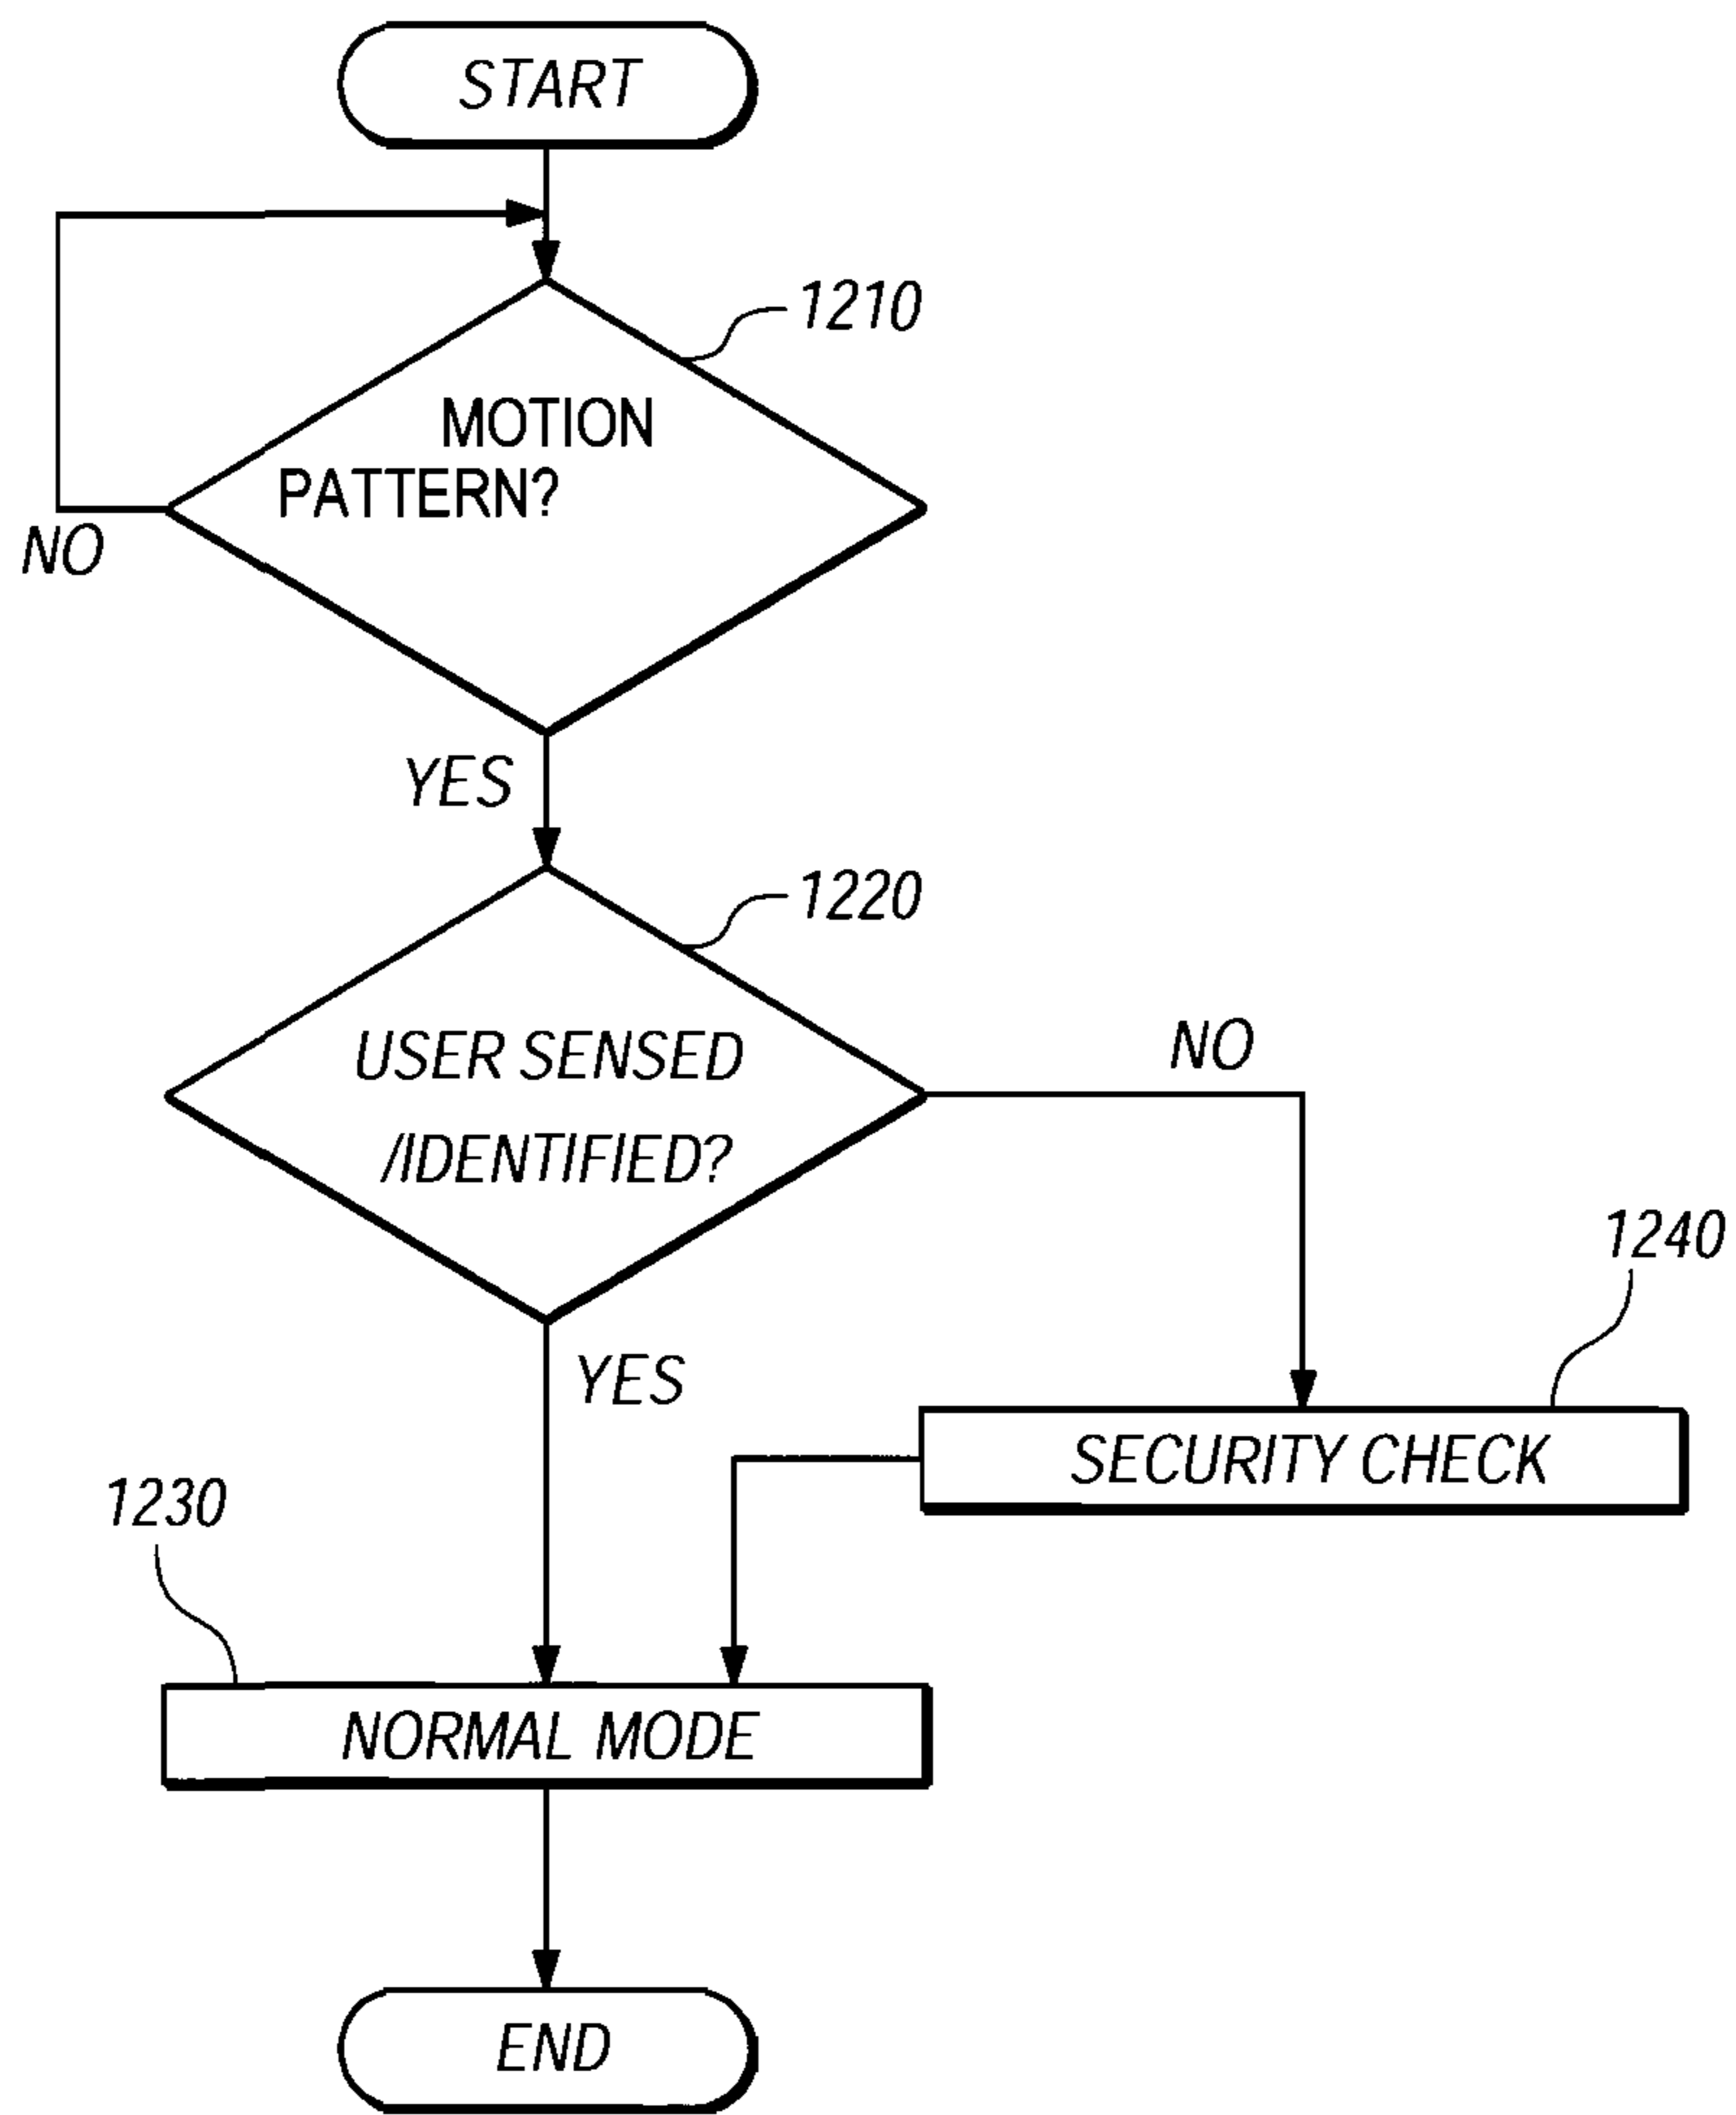 START
1210
MOTION
PATTERN?
NO
YES
1220
USER SENSED
/IDENTIFIED?
NO
1240
YES
SECURITY CHECK
1230
NORMAL MODE
END